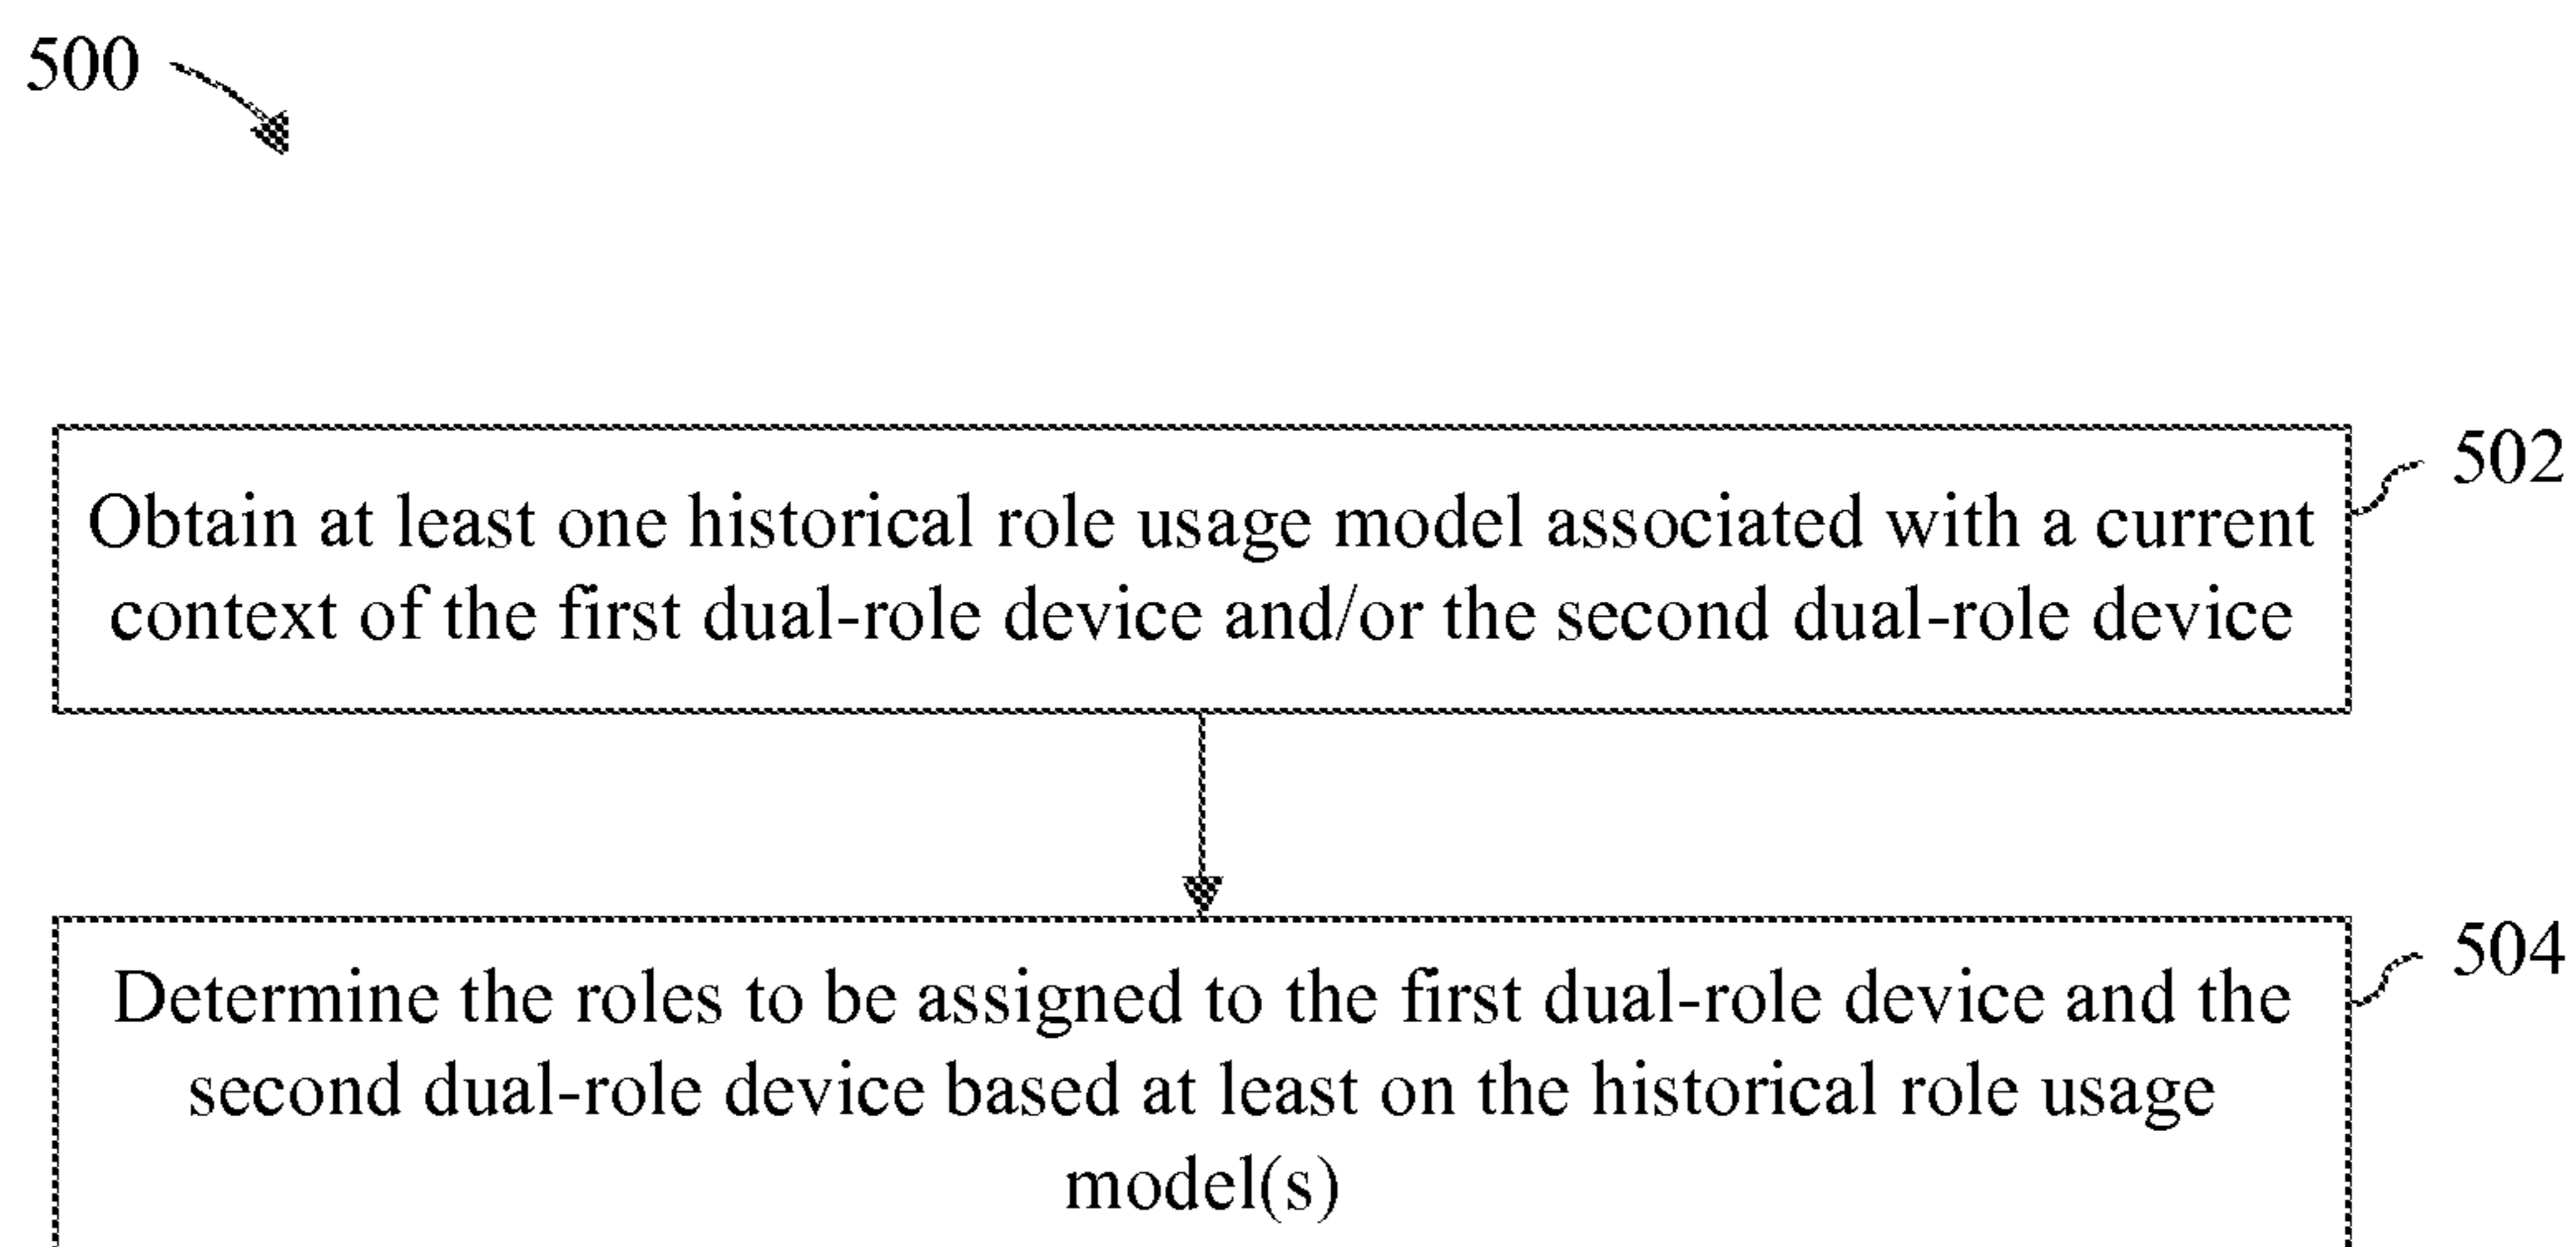 500
502
Obtain at least one historical role usage model associated with a current
context of the first dual-role device and/or the second dual-role device
504
Determine the roles to be assigned to the first dual-role device and the
second dual-role device based at least on the historical role usage
model(s)